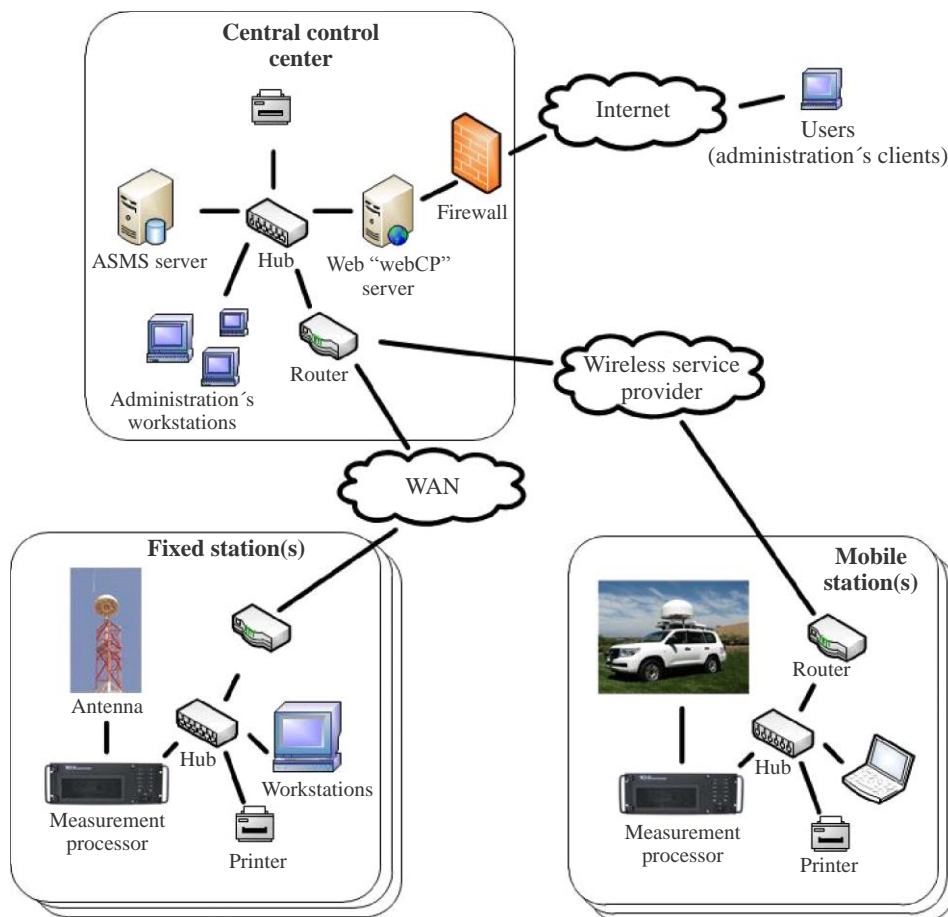 Central control
center
Internet
Users
(administration´s clients)
Firewall
ASMS server
Hub
Web “webCP”
server
Router
Administration´s
workstations
Wireless service
provider
WAN
Fixed station(s)
Antenna
Hub
Workstations
Measurement
processor
Printer
Mobile
station(s)
Router
Hub
Measurement
processor
Printer